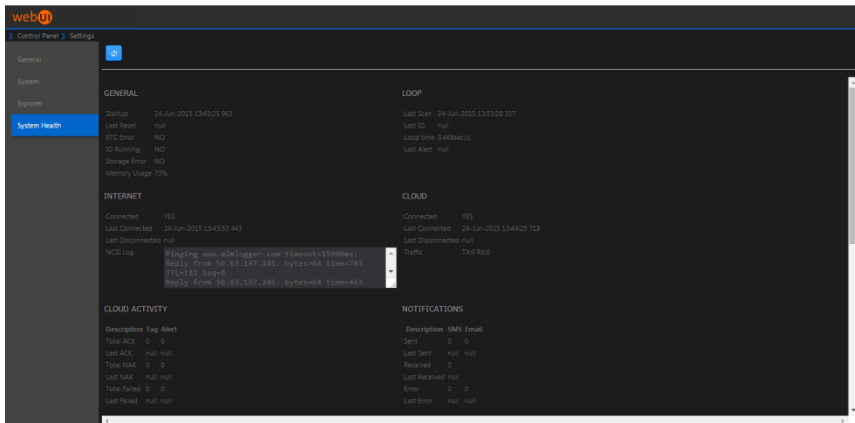 webUI
❯ Control Panel ❯ Settings
General
System
Explorer
System Health
GENERAL
Startup 24-Jun-2015 13:43:25 963
Last Reset null
RTC Error NO
IO Running NO
Storage Error NO
Memory Usage 73%
LOOP
Last Scan 24-Jun-2015 13:53:28 337
Last IO null
Loop time 0.468sec(s)
Last Alert null
INTERNET
Connected YES
Last Connected 24-Jun-2015 13:43:53 443
Last Disconnected null
NCSI Log
Pinging www.m2mlogger.com timeout<15000ms:
Reply from 50.63.197.145: bytes=64 time=703
TTL=112 Seq=0
Reply from 50.63.197.145: bytes=64 time=463
CLOUD
Connected YES
Last Connected 24-Jun-2015 13:44:29 718
Last Disconnected null
Traffic TX:0 RX:0
CLOUD ACTIVITY
Description Tag Alert
Total ACK 0 0
Last ACK null null
Total NAK 0 0
Last NAK null null
Total Failed 0 0
Last Failed null null
NOTIFICATIONS
Description SMS Email
Sent 0 0
Last Sent null null
Received 0
Last Received null
Error 0 0
Last Error null null